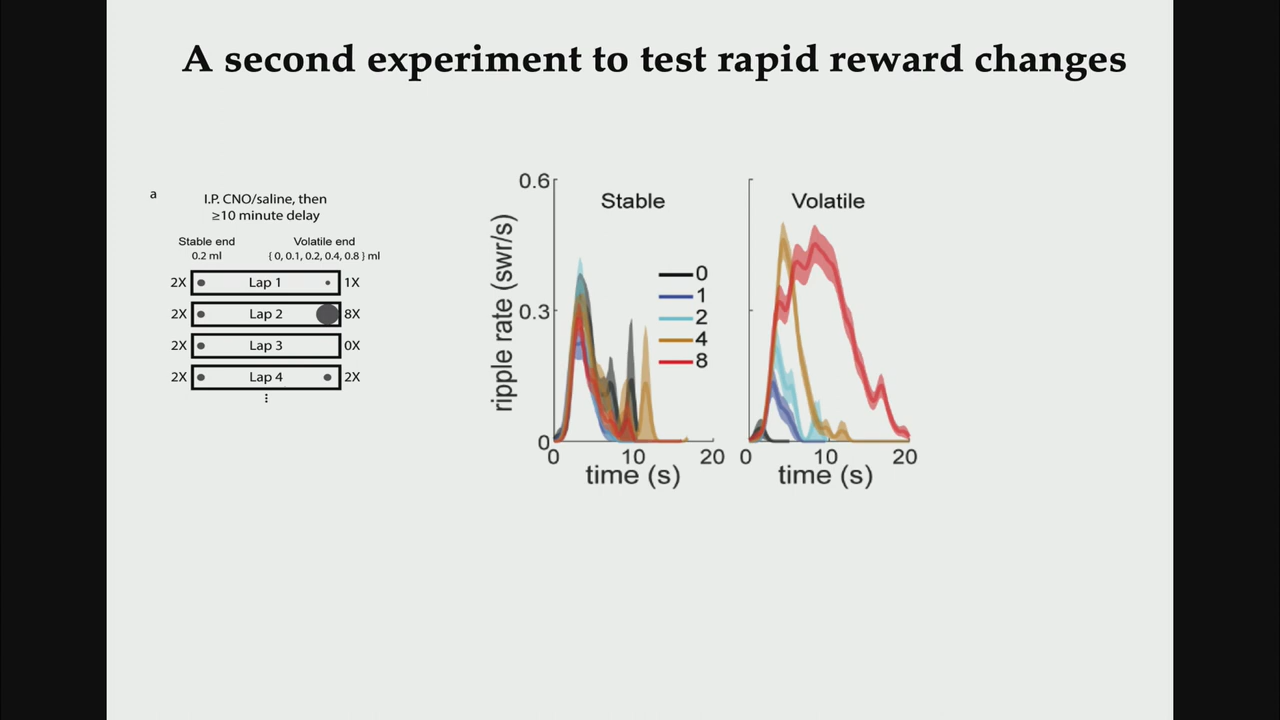 A second experiment to test rapid reward changes
a
I.P. CNO/saline, then
≥10 minute delay
Stable end
0.2 ml
Volatile end
{ 0, 0.1, 0.2, 0.4, 0.8 } ml
2X Lap 1 1X
2X Lap 2 8X
2X Lap 3 0X
2X Lap 4 2X
⋮
ripple rate (swr/s)
0.6
0.3
0
Stable
0
1
2
4
8
0 10 20
time (s)
Volatile
0 10 20
time (s)